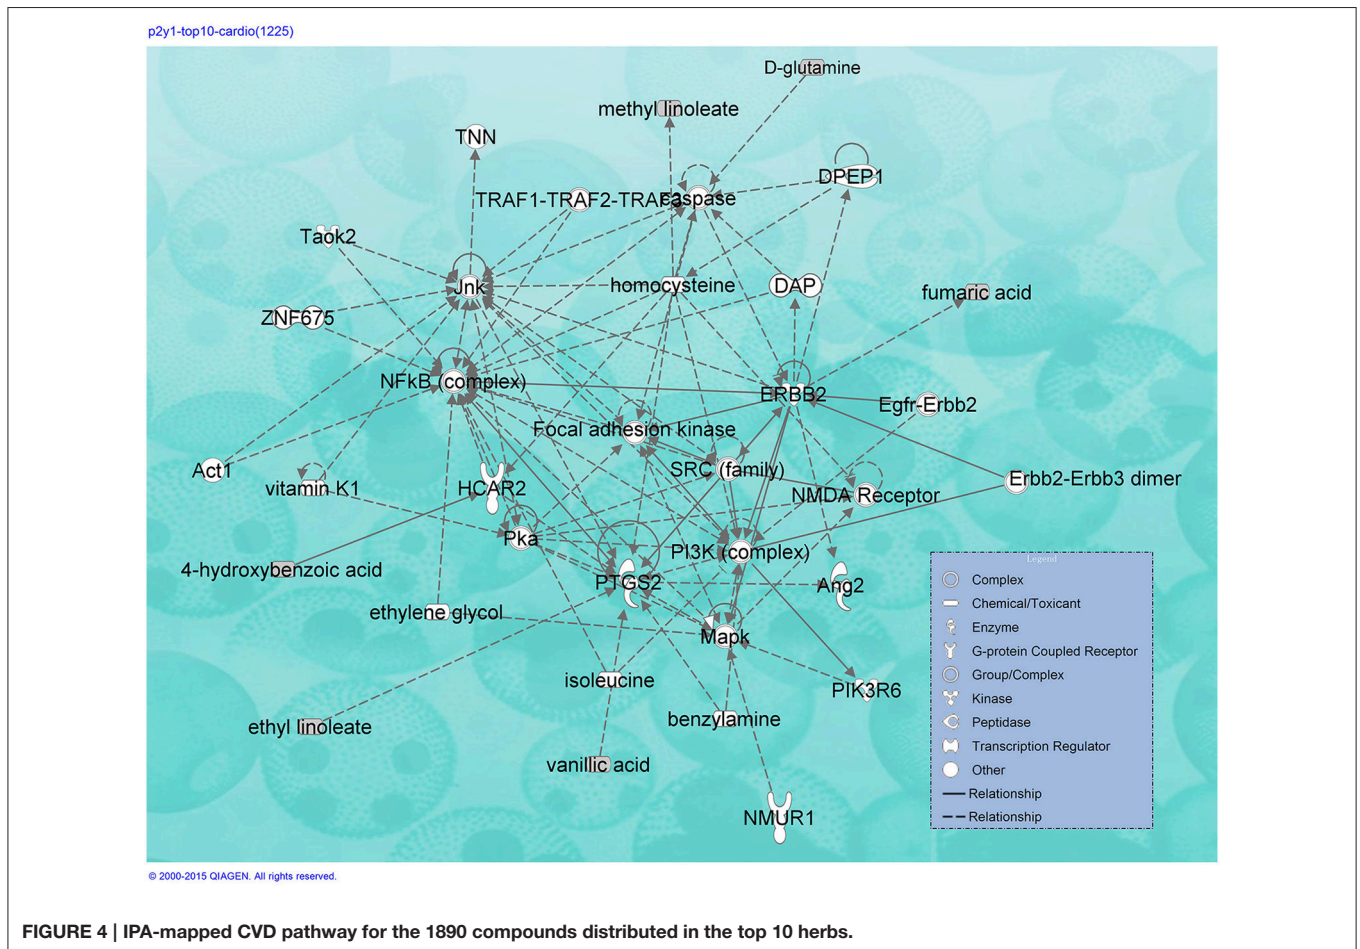 p2y1-top10-cardio(1225)
D-glutamine
methyl linoleate
TNN
DPEP1
TRAF1-TRAF2-TRAF3
Caspase
Taok2
Jnk
homocysteine
DAP
fumaric acid
ZNF675
NFkB (complex)
ERBB2
Egfr-Erbb2
Focal adhesion kinase
Act1
SRC (family)
Erbb2-Erbb3 dimer
vitamin K1
HCAR2
NMDA Receptor
Pka
PI3K (complex)
4-hydroxybenzoic acid
PTGS2
Ang2
ethylene glycol
Mapk
isoleucine
PIK3R6
benzylamine
ethyl linoleate
vanillic acid
NMUR1
Legend
Complex
Chemical/Toxicant
Enzyme
G-protein Coupled Receptor
Group/Complex
Kinase
Peptidase
Transcription Regulator
Other
Relationship
Relationship
© 2000-2015 QIAGEN. All rights reserved.
FIGURE 4 | IPA-mapped CVD pathway for the 1890 compounds distributed in the top 10 herbs.